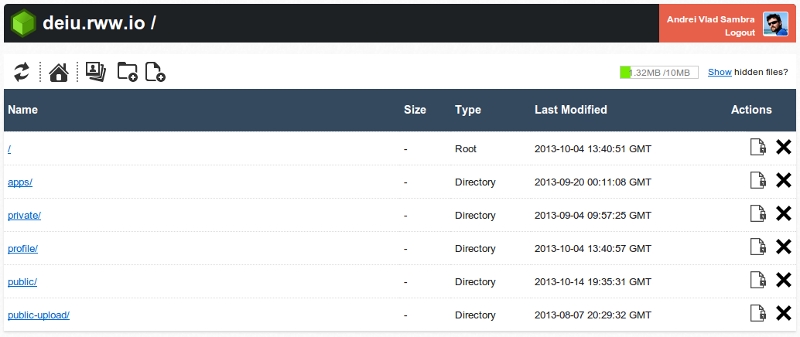 deiu.rww.io /
Andrei Vlad Sambra
Logout
1.32MB /10MB
Show hidden files?
Name Size Type Last Modified Actions
/ - Root 2013-10-04 13:40:51 GMT
apps/ - Directory 2013-09-20 00:11:08 GMT
private/ - Directory 2013-09-04 09:57:25 GMT
profile/ - Directory 2013-10-04 13:40:57 GMT
public/ - Directory 2013-10-14 19:35:31 GMT
public-upload/ - Directory 2013-08-07 20:29:32 GMT